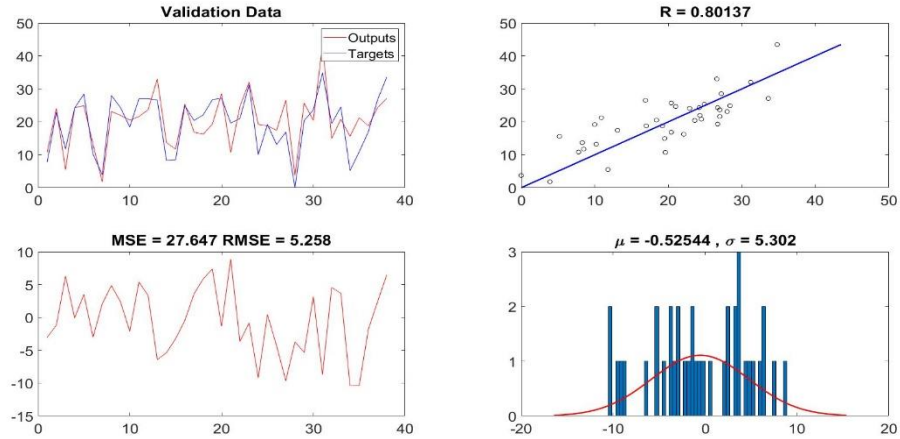 Validation Data
50
40
30
20
10
0
0 10 20 30 40
Outputs
Targets
R = 0.80137
50
40
30
20
10
0
0 10 20 30 40 50
MSE = 27.647 RMSE = 5.258
10
5
0
-5
-10
-15
0 10 20 30 40
μ = -0.52544 , σ = 5.302
3
2
1
0
-20 -10 0 10 20